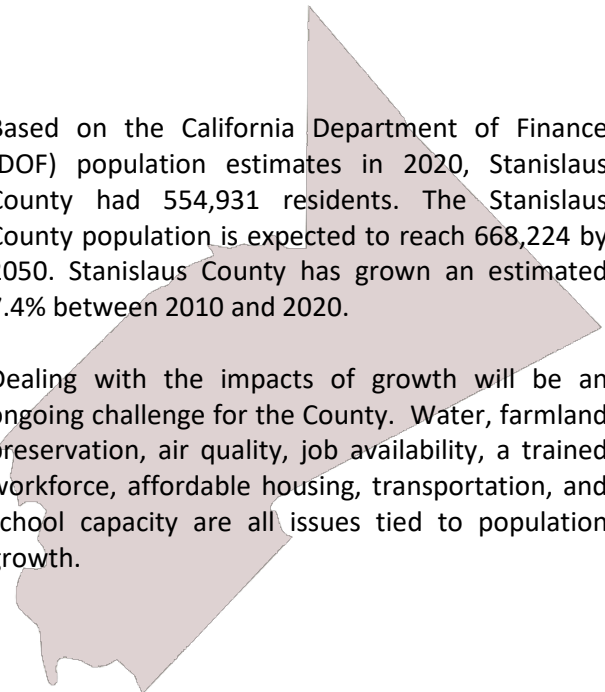 Based on the California Department of Finance
(DOF) population estimates in 2020, Stanislaus
County had 554,931 residents. The Stanislaus
County population is expected to reach 668,224 by
2050. Stanislaus County has grown an estimated
7.4% between 2010 and 2020.
Dealing with the impacts of growth will be an
ongoing challenge for the County. Water, farmland
preservation, air quality, job availability, a trained
workforce, affordable housing, transportation, and
school capacity are all issues tied to population
growth.